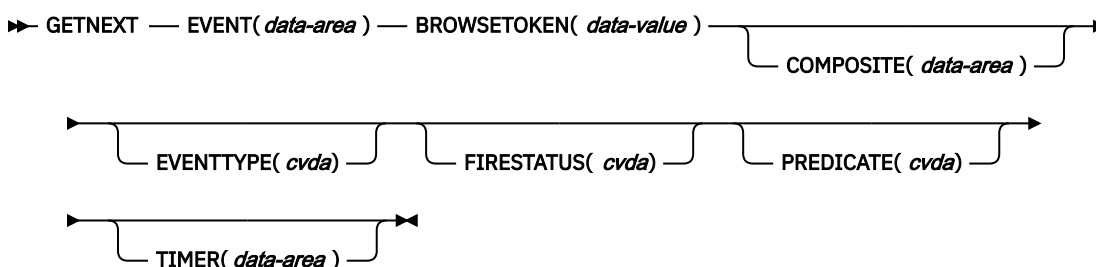 GETNEXT EVENT( data-area ) BROWSETOKEN( data-value )
COMPOSITE( data-area )
EVENTTYPE( cvda) FIRESTATUS( cvda) PREDICATE( cvda)
TIMER( data-area )